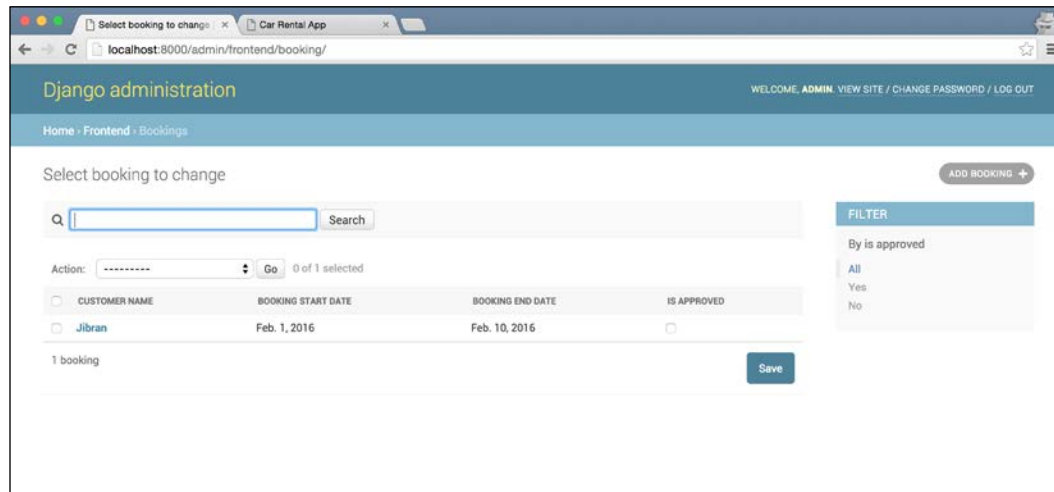 Select booking to change
Car Rental App
localhost:8000/admin/frontend/booking/
Django administration
WELCOME, ADMIN. VIEW SITE / CHANGE PASSWORD / LOG OUT
Home › Frontend › Bookings
Select booking to change
ADD BOOKING +
Search
FILTER
By is approved
All
Yes
No
Action: --------- Go 0 of 1 selected
CUSTOMER NAME BOOKING START DATE BOOKING END DATE IS APPROVED
Jibran Feb. 1, 2016 Feb. 10, 2016
1 booking
Save